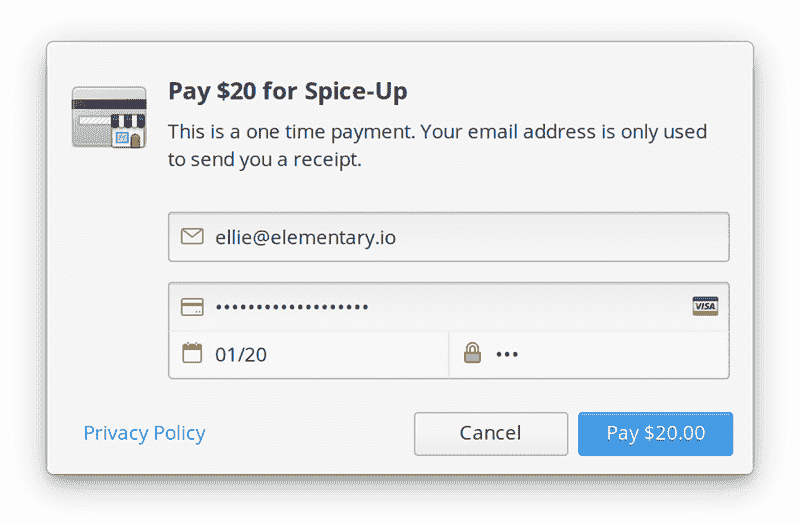 Pay $20 for Spice-Up
This is a one time payment. Your email address is only used
to send you a receipt.
ellie@elementary.io
••••••••••••••••••• VISA
01/20 •••
Privacy Policy Cancel Pay $20.00